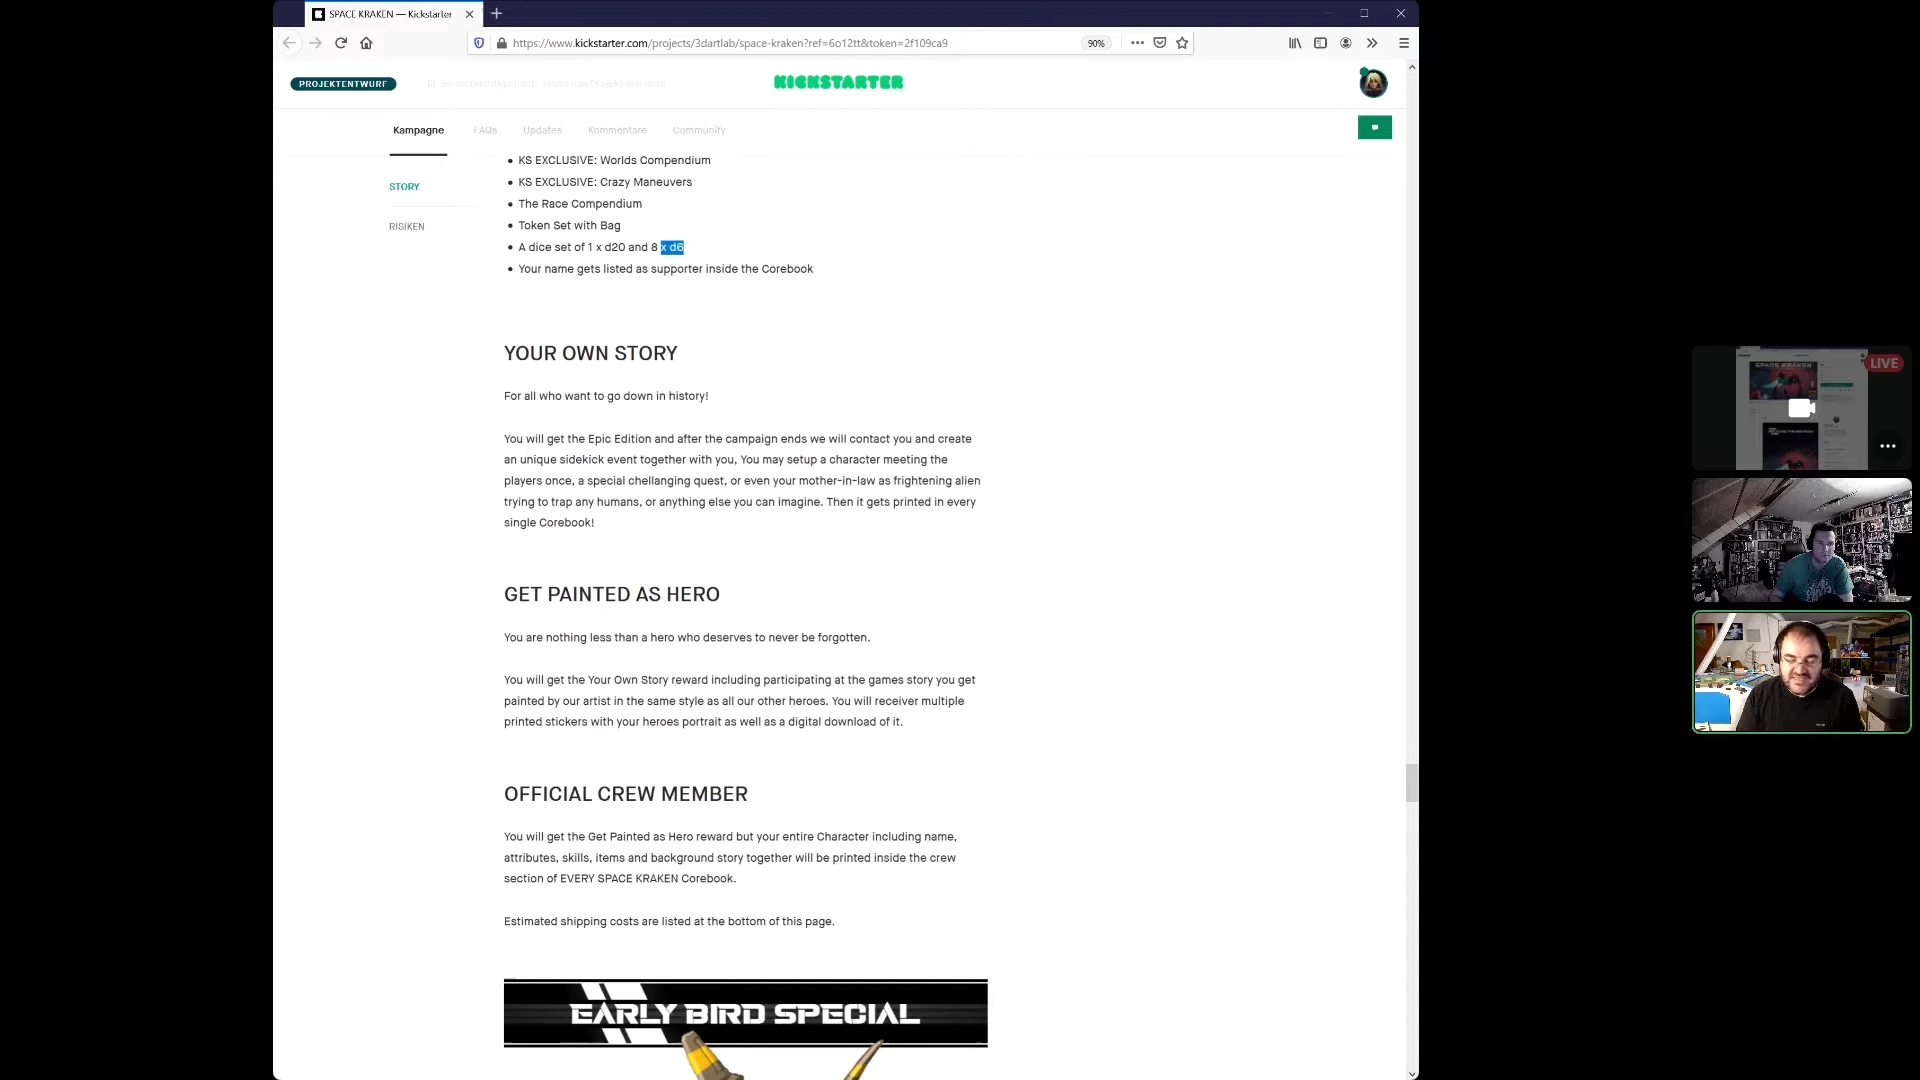 SPACE KRAKEN — Kickstarter
https://www.kickstarter.com/projects/3dartlab/space-kraken?ref=6o12tt&token=2f109ca9
90%
PROJEKTENTWURF
KICKSTARTER
Kampagne
FAQs
Updates
Kommentare
Community
STORY
RISIKEN
• KS EXCLUSIVE: Worlds Compendium
• KS EXCLUSIVE: Crazy Maneuvers
• The Race Compendium
• Token Set with Bag
• A dice set of 1 x d20 and 8 x d6
• Your name gets listed as supporter inside the Corebook
YOUR OWN STORY
For all who want to go down in history!
You will get the Epic Edition and after the campaign ends we will contact you and create
an unique sidekick event together with you, You may setup a character meeting the
players once, a special chellanging quest, or even your mother-in-law as frightening alien
trying to trap any humans, or anything else you can imagine. Then it gets printed in every
single Corebook!
GET PAINTED AS HERO
You are nothing less than a hero who deserves to never be forgotten.
You will get the Your Own Story reward including participating at the games story you get
painted by our artist in the same style as all our other heroes. You will receiver multiple
printed stickers with your heroes portrait as well as a digital download of it.
OFFICIAL CREW MEMBER
You will get the Get Painted as Hero reward but your entire Character including name,
attributes, skills, items and background story together will be printed inside the crew
section of EVERY SPACE KRAKEN Corebook.
Estimated shipping costs are listed at the bottom of this page.
EARLY BIRD SPECIAL
LIVE
SPACE KRAKEN